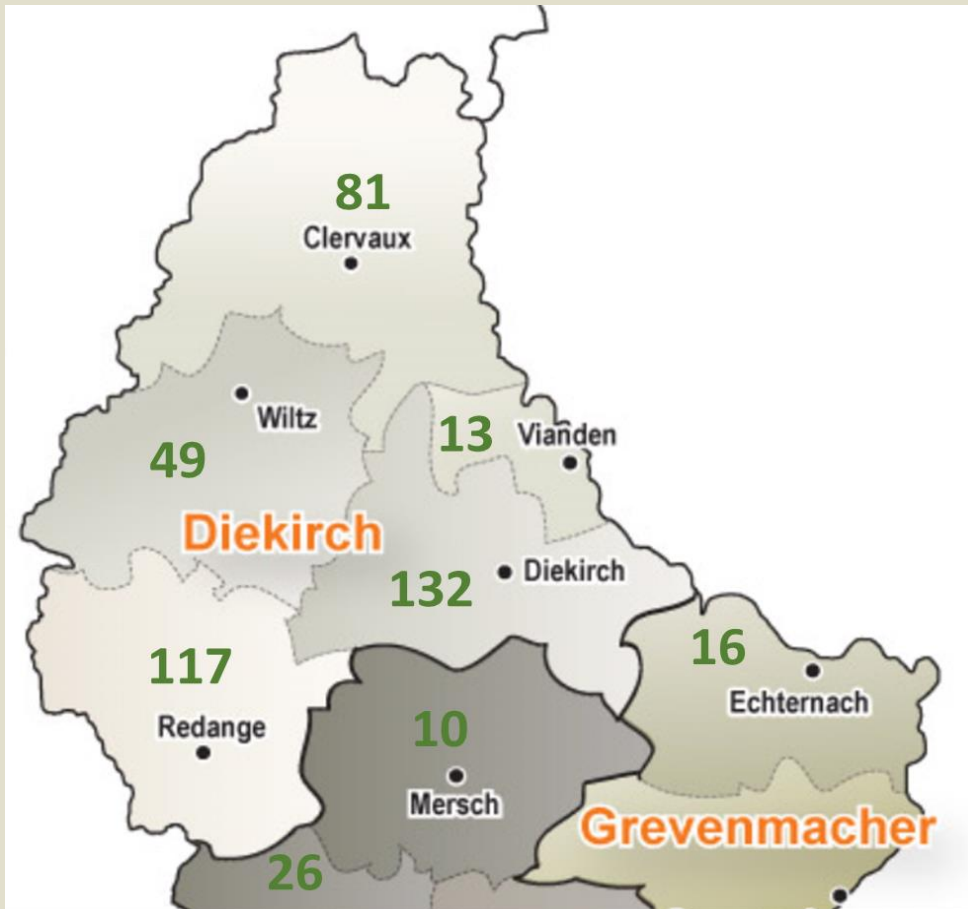 81
Clervaux
Wiltz
13
Vianden
49
Diekirch
132
Diekirch
117
16
Echternach
Redange
10
Mersch
Grevenmacher
26